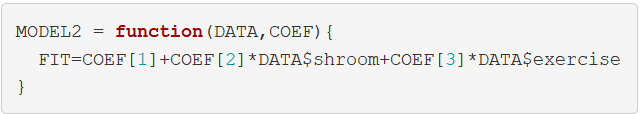 MODEL2 = function(DATA,COEF){
  FIT=COEF[1]+COEF[2]*DATA$shroom+COEF[3]*DATA$exercise
}